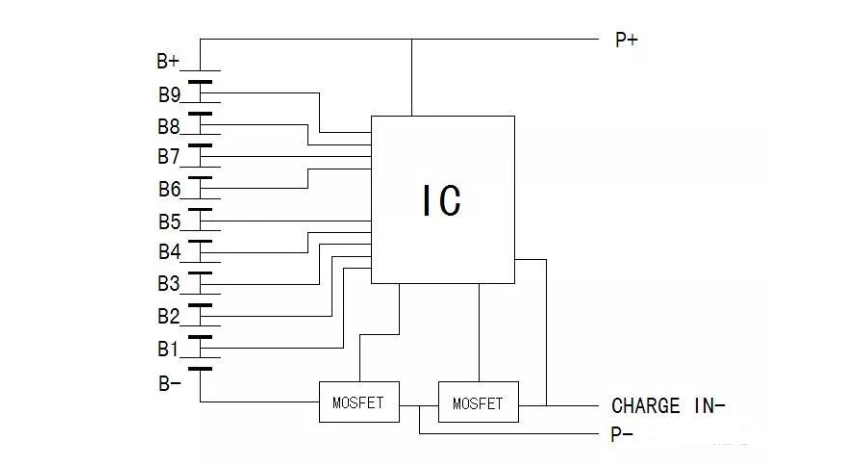 P+
B+
B9
B8
B7
B6
B5
B4
B3
B2
B1
B-
IC
MOSFET
MOSFET
CHARGE IN-
P-